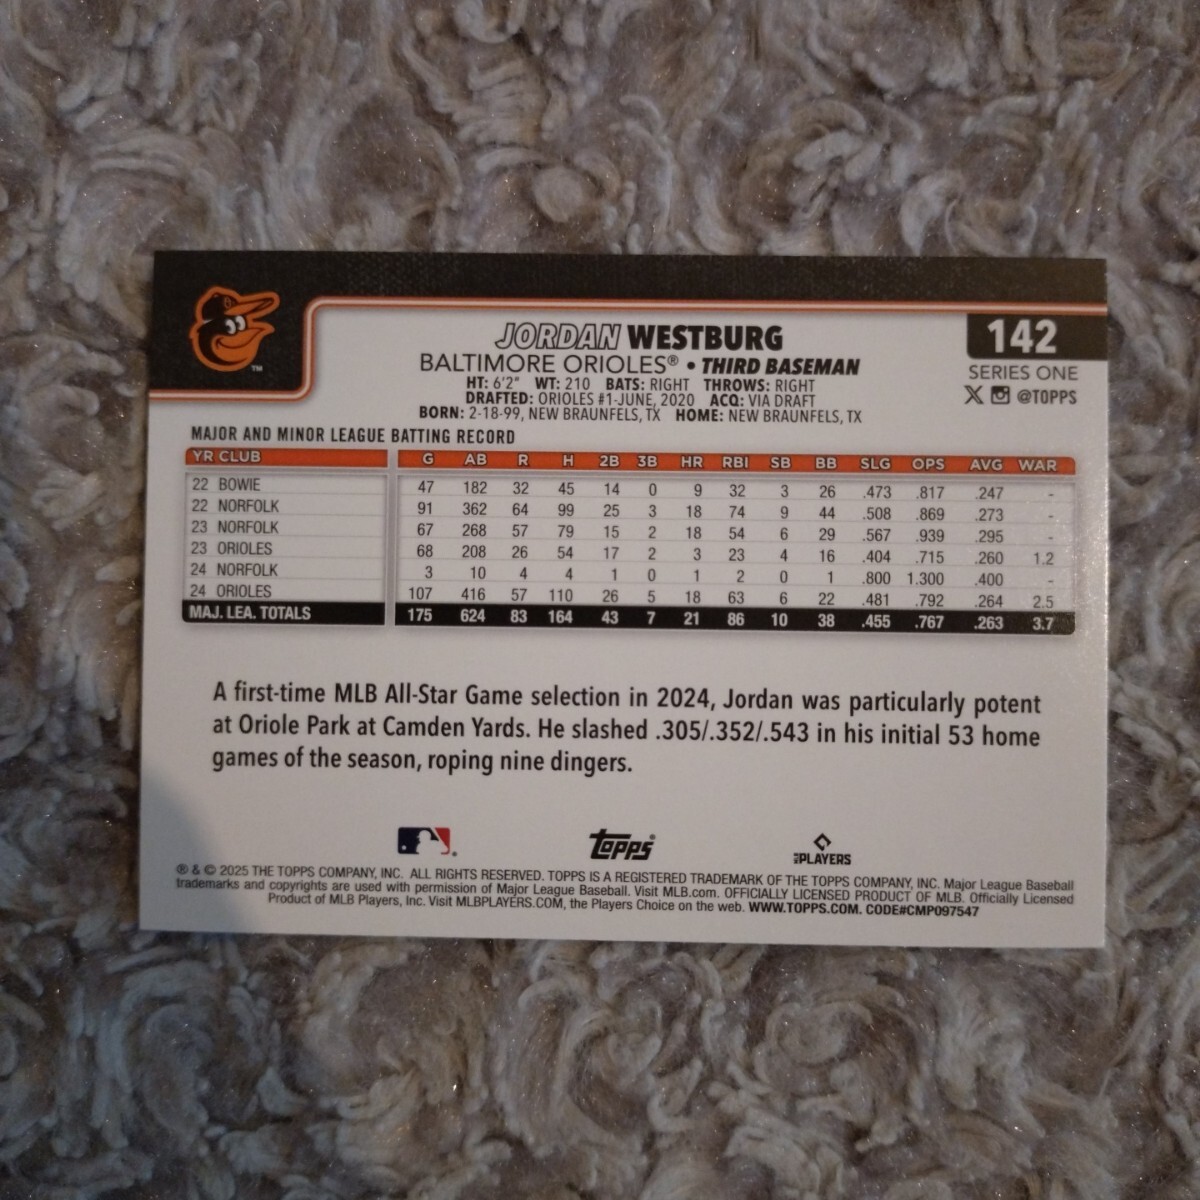 JORDAN WESTBURG
142
BALTIMORE ORIOLES® • THIRD BASEMAN
SERIES ONE
HT: 6'2" WT: 210 BATS: RIGHT THROWS: RIGHT
@TOPPS
DRAFTED: ORIOLES #1-JUNE, 2020 ACQ: VIA DRAFT
BORN: 2-18-99, NEW BRAUNFELS, TX HOME: NEW BRAUNFELS, TX
TM
MAJOR AND MINOR LEAGUE BATTING RECORD
YR CLUB G AB R H 2B 3B HR RBI SB BB SLG OPS AVG WAR
22 BOWIE 47 182 32 45 14 0 9 32 3 26 .473 .817 .247 -
22 NORFOLK 91 362 64 99 25 3 18 74 9 44 .508 .869 .273 -
23 NORFOLK 67 268 57 79 15 2 18 54 6 29 .567 .939 .295 -
23 ORIOLES 68 208 26 54 17 2 3 23 4 16 .404 .715 .260 1.2
24 NORFOLK 3 10 4 4 1 0 1 2 0 1 .800 1.300 .400 -
24 ORIOLES 107 416 57 110 26 5 18 63 6 22 .481 .792 .264 2.5
MAJ. LEA. TOTALS 175 624 83 164 43 7 21 86 10 38 .455 .767 .263 3.7
A first-time MLB All-Star Game selection in 2024, Jordan was particularly potent
at Oriole Park at Camden Yards. He slashed .305/.352/.543 in his initial 53 home
games of the season, roping nine dingers.
Topps®
MLB PLAYERS
® & © 2025 THE TOPPS COMPANY, INC. ALL RIGHTS RESERVED. TOPPS IS A REGISTERED TRADEMARK OF THE TOPPS COMPANY, INC. Major League Baseball
trademarks and copyrights are used with permission of Major League Baseball. Visit MLB.com. OFFICIALLY LICENSED PRODUCT OF MLB. Officially Licensed
Product of MLB Players, Inc. Visit MLBPLAYERS.COM, the Players Choice on the web. WWW.TOPPS.COM. CODE#CMP097547